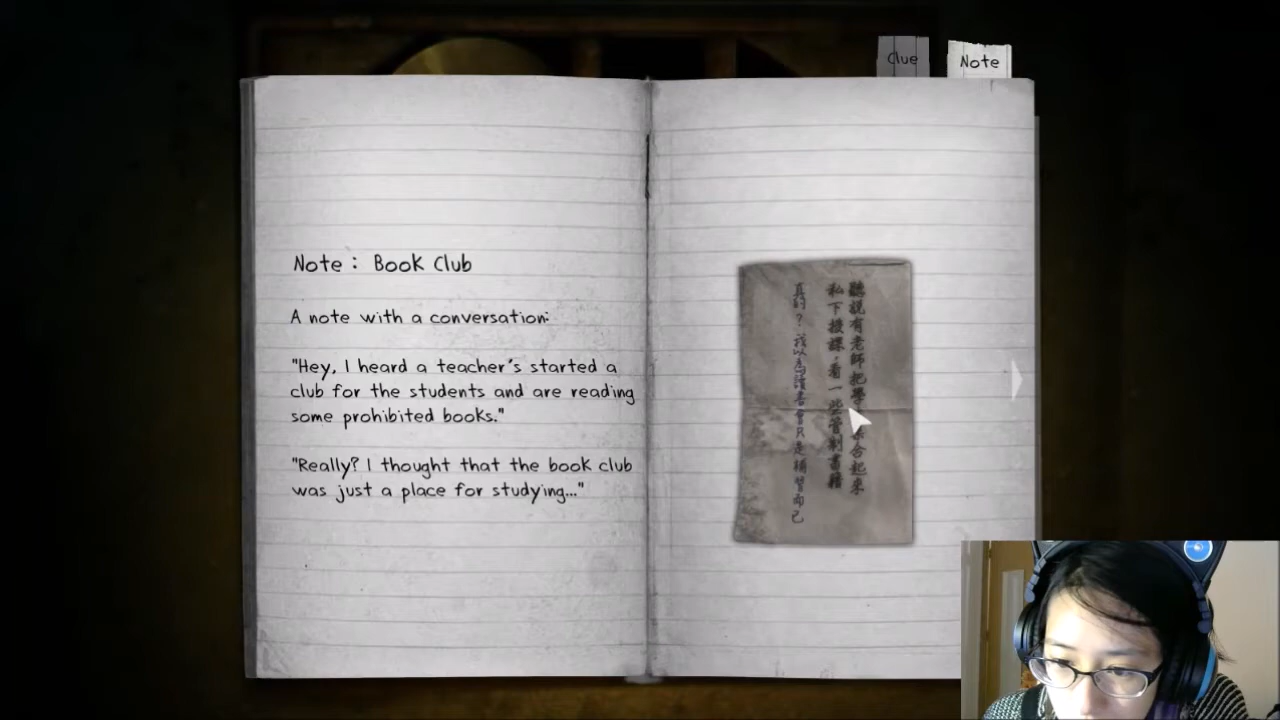 Clue
Note
Note : Book Club
A note with a conversation:
"Hey, I heard a teacher's started a
club for the students and are reading
some prohibited books."
"Really? I thought that the book club
was just a place for studying..."
聽說有老師把學合起來
私下授課，看一些管制書籍
真的？我以為讀書會只是補習而已